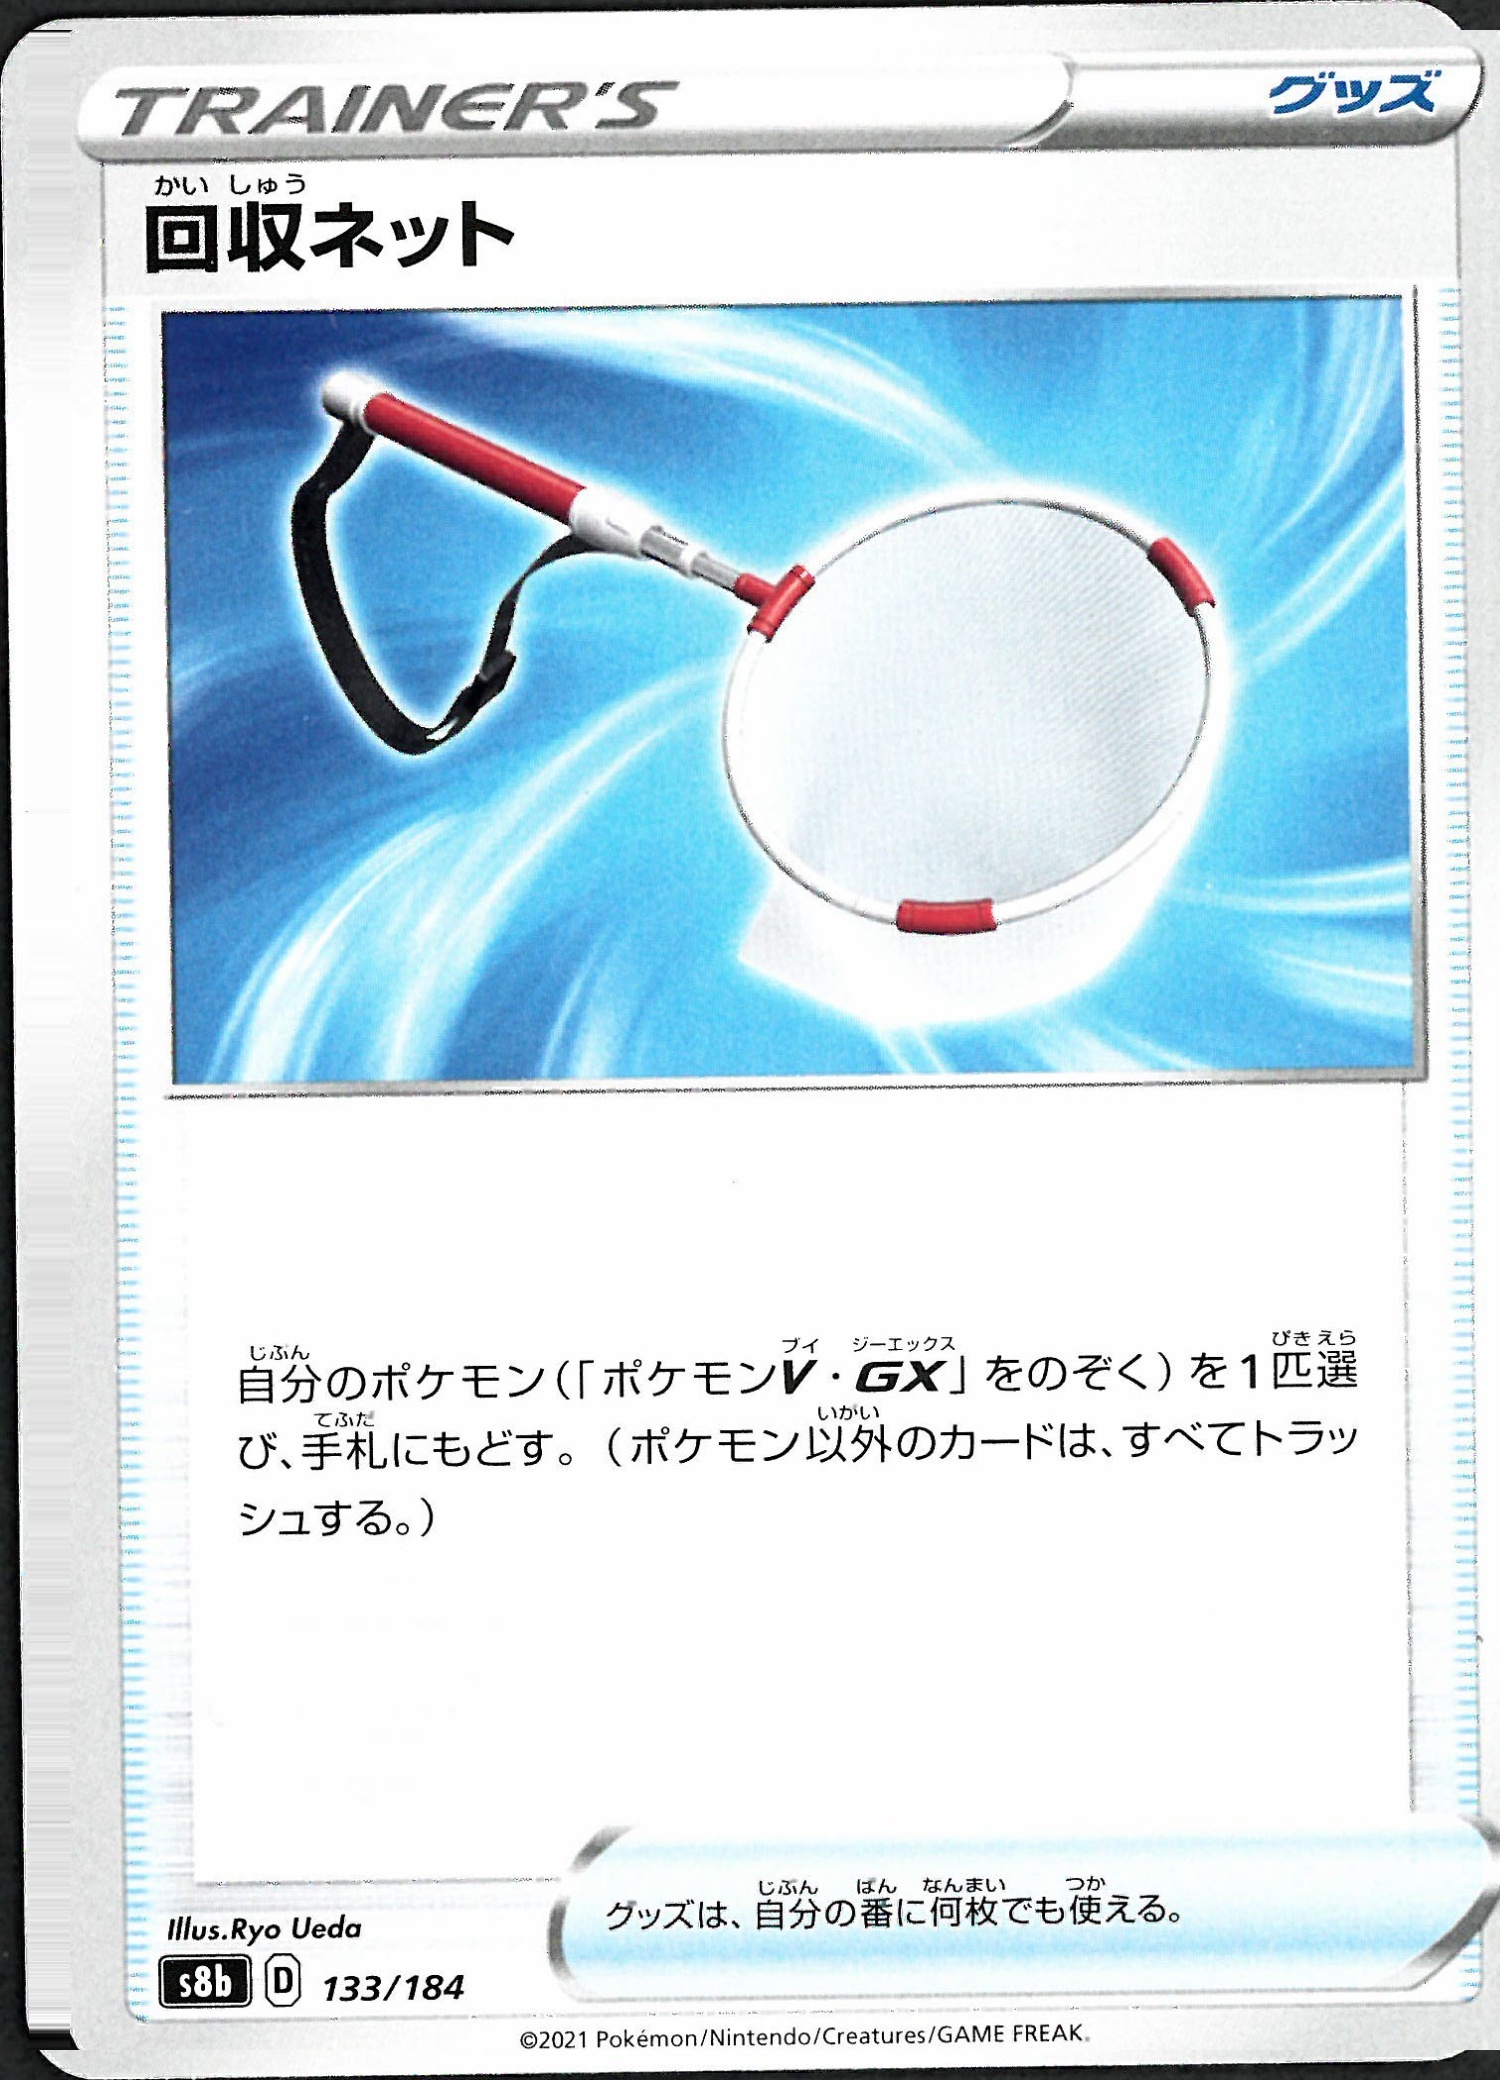 TRAINER'S
グッズ
かいしゅう
回収ネット
じぶん ブイ ジーエックス ぴきえら
自分のポケモン(「ポケモンV・GX」をのぞく)を1匹選
てふだ いがい
び、手札にもどす。(ポケモン以外のカードは、すべてトラッ
シュする。)
じぶん ばん なんまい つか
グッズは、自分の番に何枚でも使える。
Illus.Ryo Ueda
s8b D 133/184
©2021 Pokémon/Nintendo/Creatures/GAME FREAK.